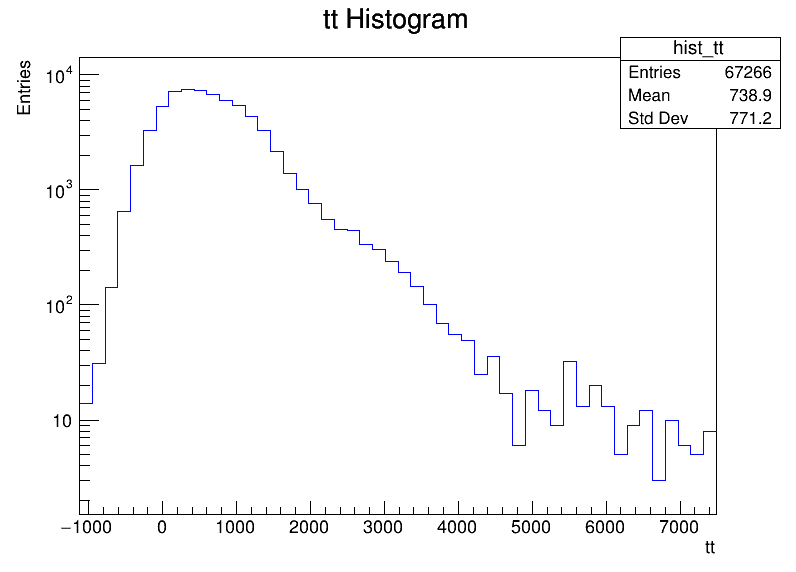 tt Histogram
hist_tt
Entries 67266
Mean 738.9
Std Dev 771.2
Entries
10⁴
10³
10²
10
−1000 0 1000 2000 3000 4000 5000 6000 7000
tt